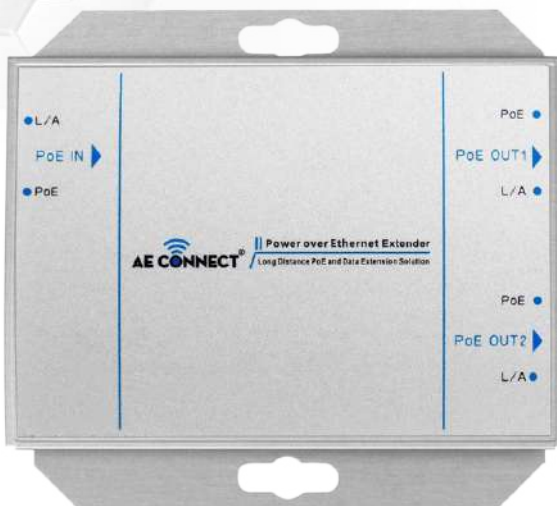 L/A
PoE IN
PoE
AE CONNECT®
Power over Ethernet Extender
Long Distance PoE and Data Extension Solution
PoE
PoE OUT1
L/A
PoE
PoE OUT2
L/A